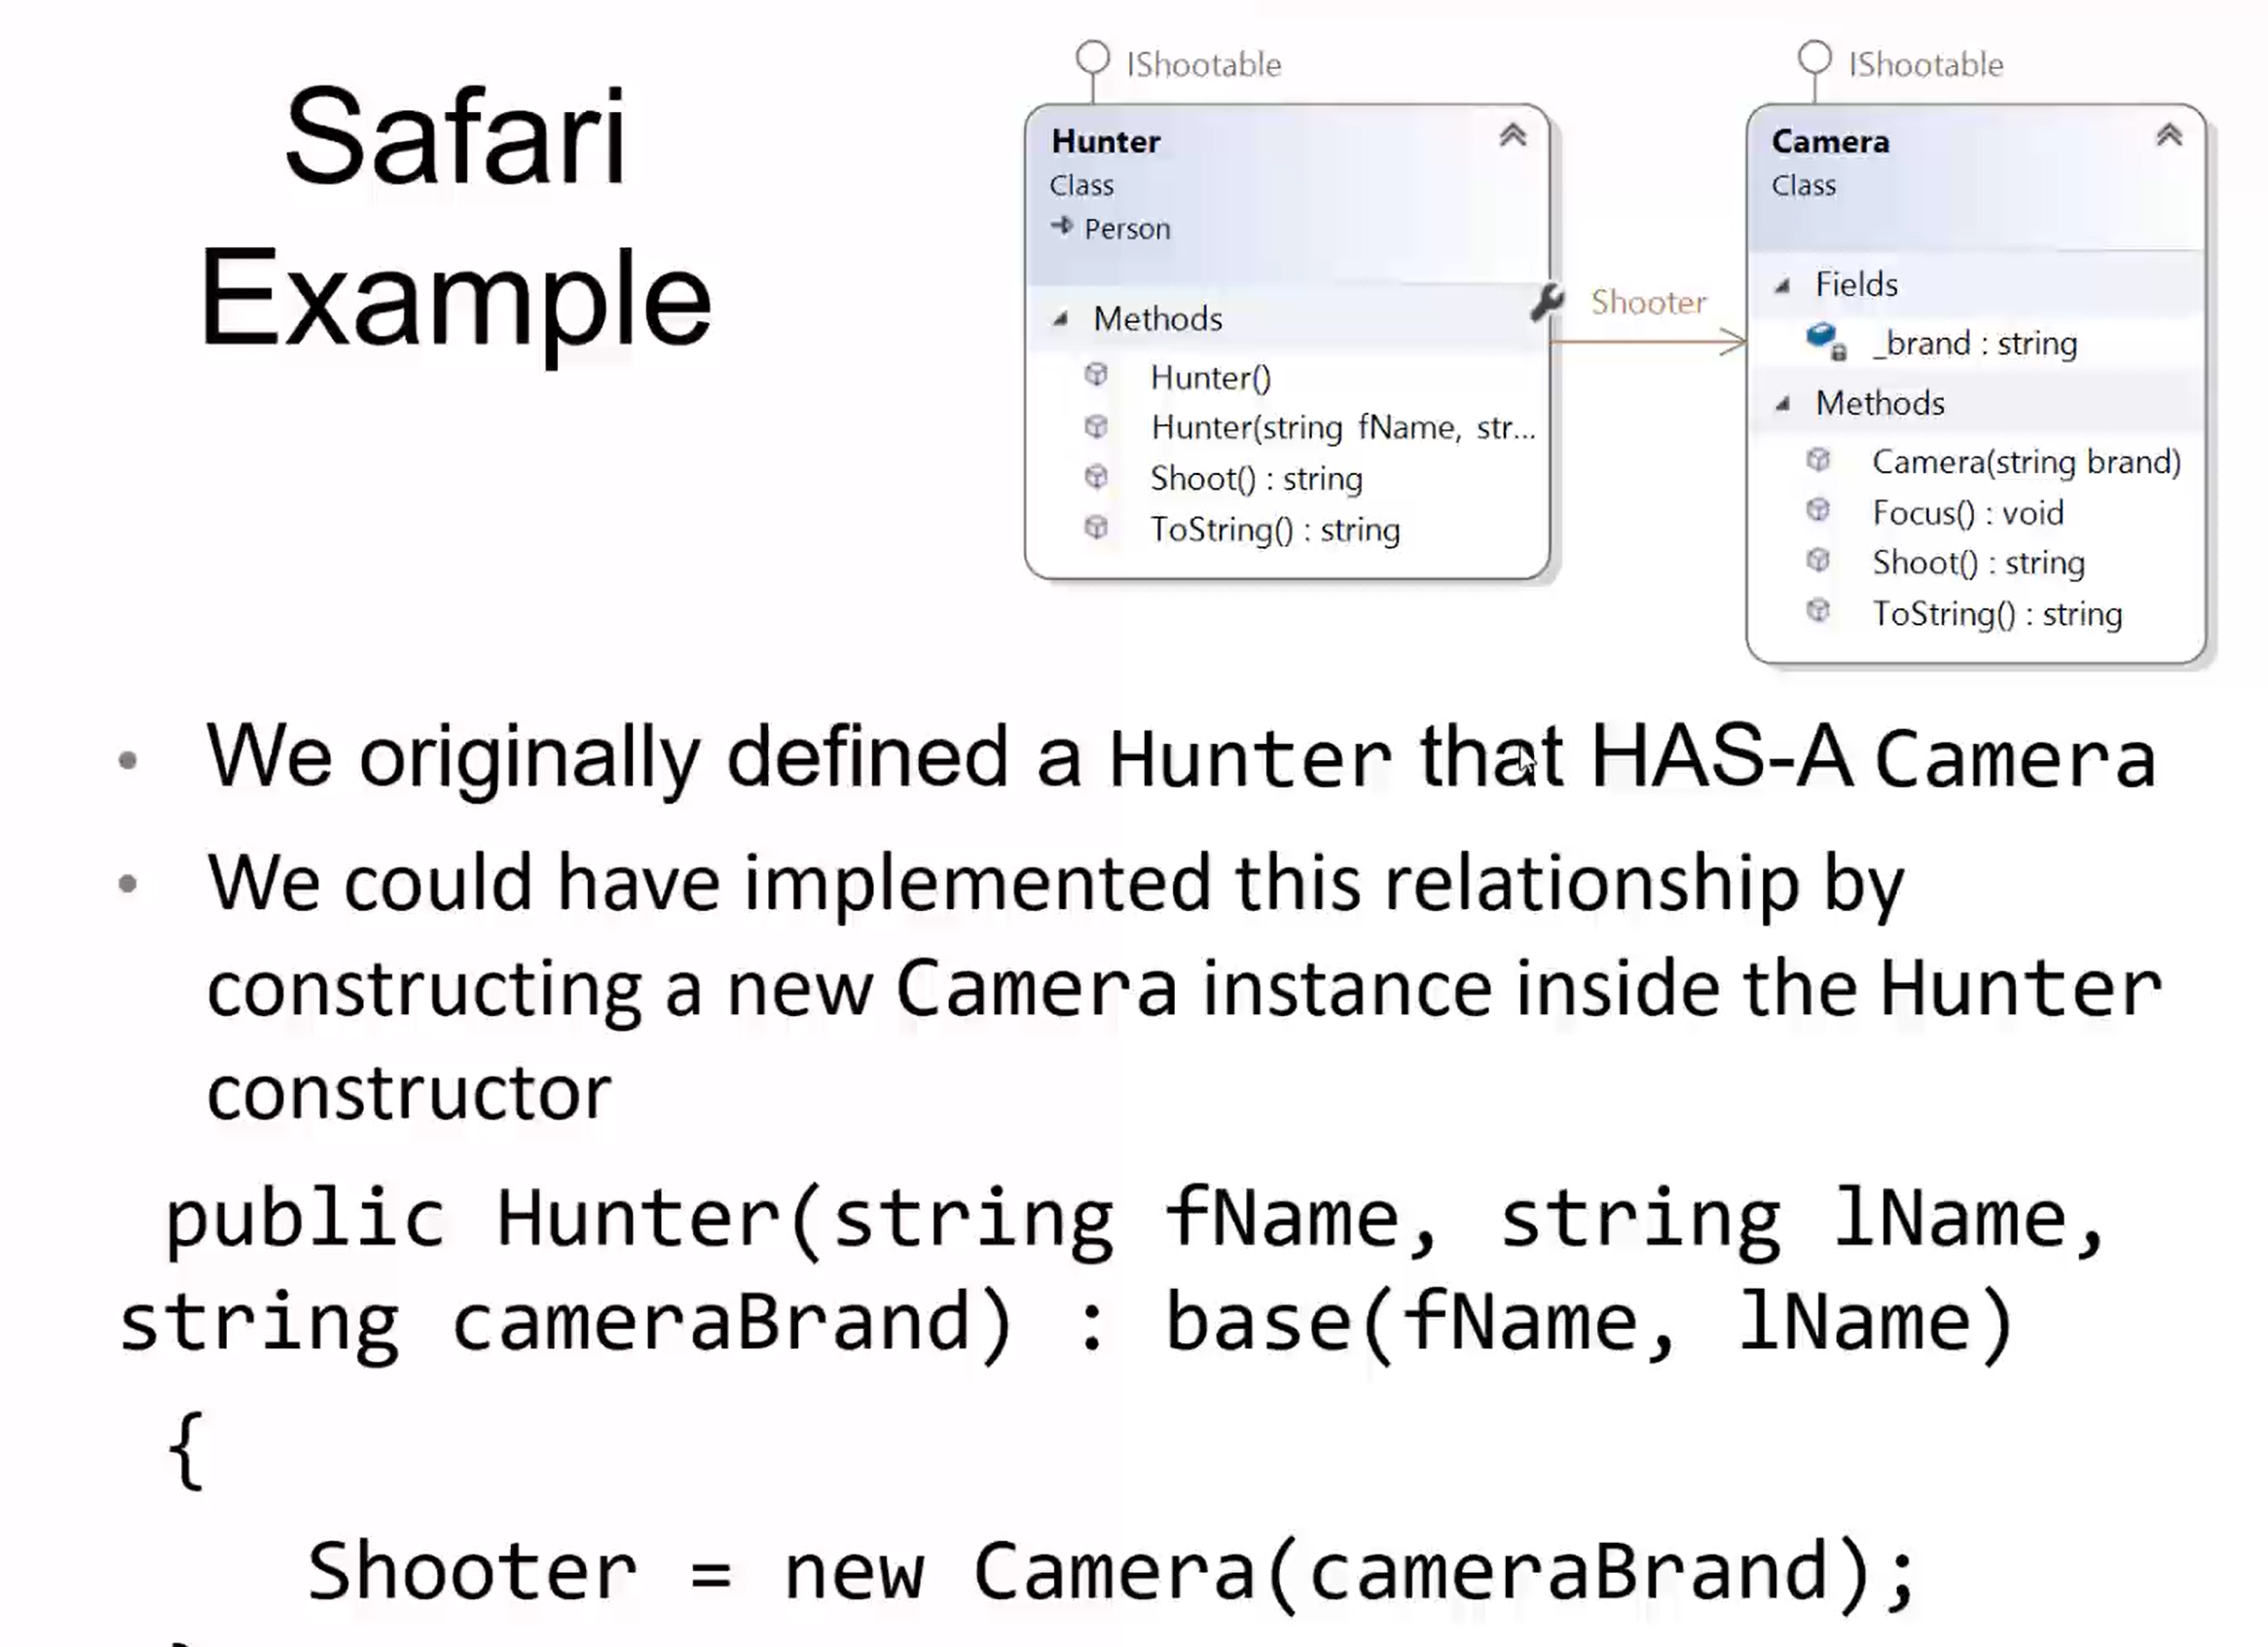 Safari
Example
IShootable
Hunter
Class
Person
Methods
Hunter()
Hunter(string fName, str...
Shoot() : string
ToString() : string
Shooter
IShootable
Camera
Class
Fields
_brand : string
Methods
Camera(string brand)
Focus() : void
Shoot() : string
ToString() : string
• We originally defined a Hunter that HAS-A Camera
• We could have implemented this relationship by
constructing a new Camera instance inside the Hunter
constructor
public Hunter(string fName, string lName,
string cameraBrand) : base(fName, lName)
{
Shooter = new Camera(cameraBrand);